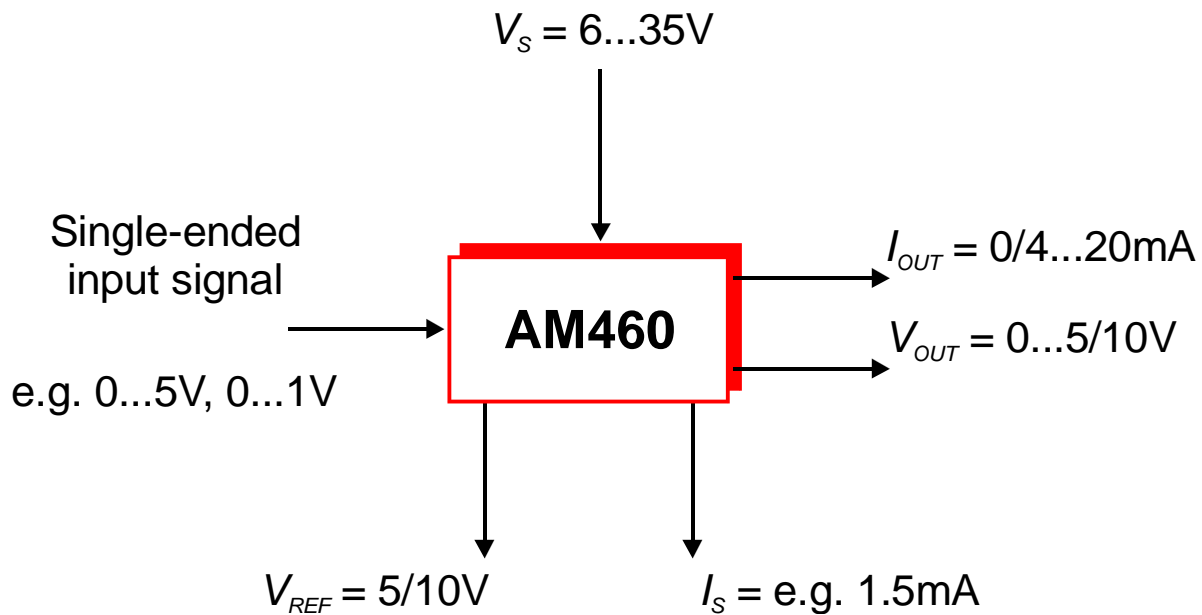 V_S = 6...35V
Single-ended
input signal
e.g. 0...5V, 0...1V
AM460
I_OUT = 0/4...20mA
V_OUT = 0...5/10V
V_REF = 5/10V
I_S = e.g. 1.5mA